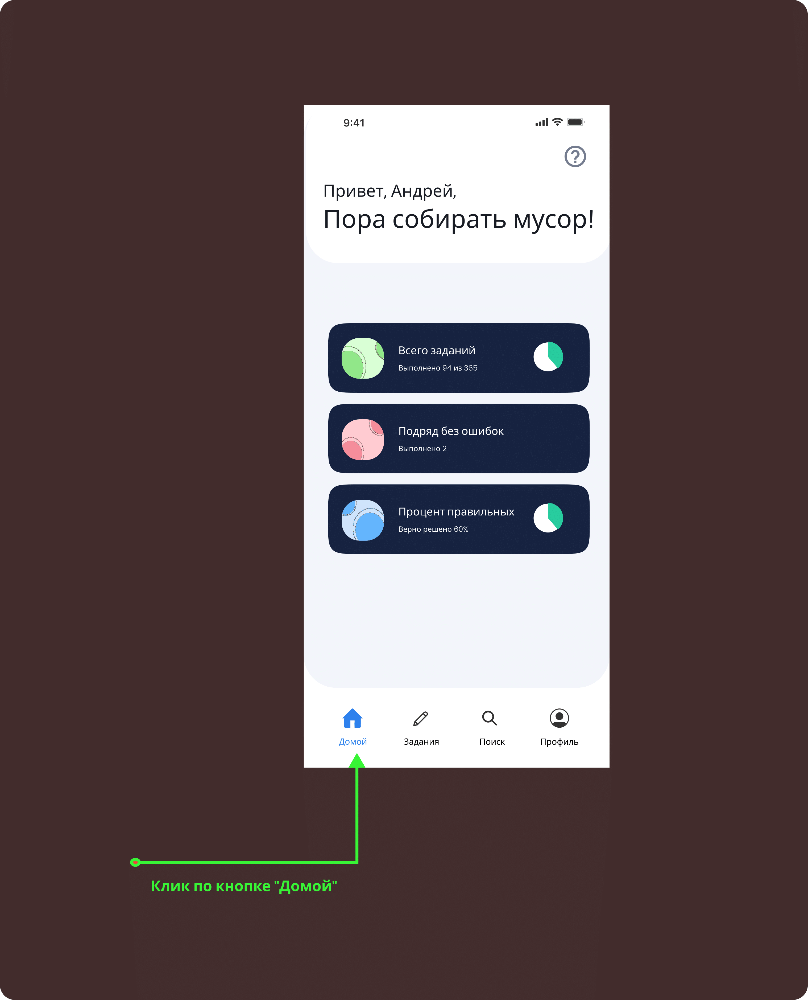 9:41
Привет, Андрей,
Пора собирать мусор!
Всего заданий
Выполнено 94 из 365
Подряд без ошибок
Выполнено 2
Процент правильных
Верно решено 60%
Домой
Задания
Поиск
Профиль
Клик по кнопке "Домой"